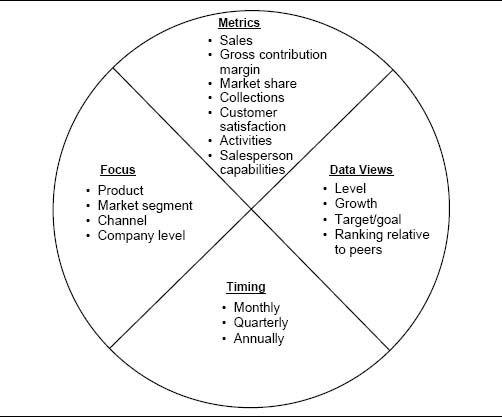 Metrics
• Sales
• Gross contribution
margin
• Market share
• Collections
• Customer
satisfaction
• Activities
• Salesperson
capabilities
Focus
• Product
• Market segment
• Channel
• Company level
Data Views
• Level
• Growth
• Target/goal
• Ranking relative
to peers
Timing
• Monthly
• Quarterly
• Annually